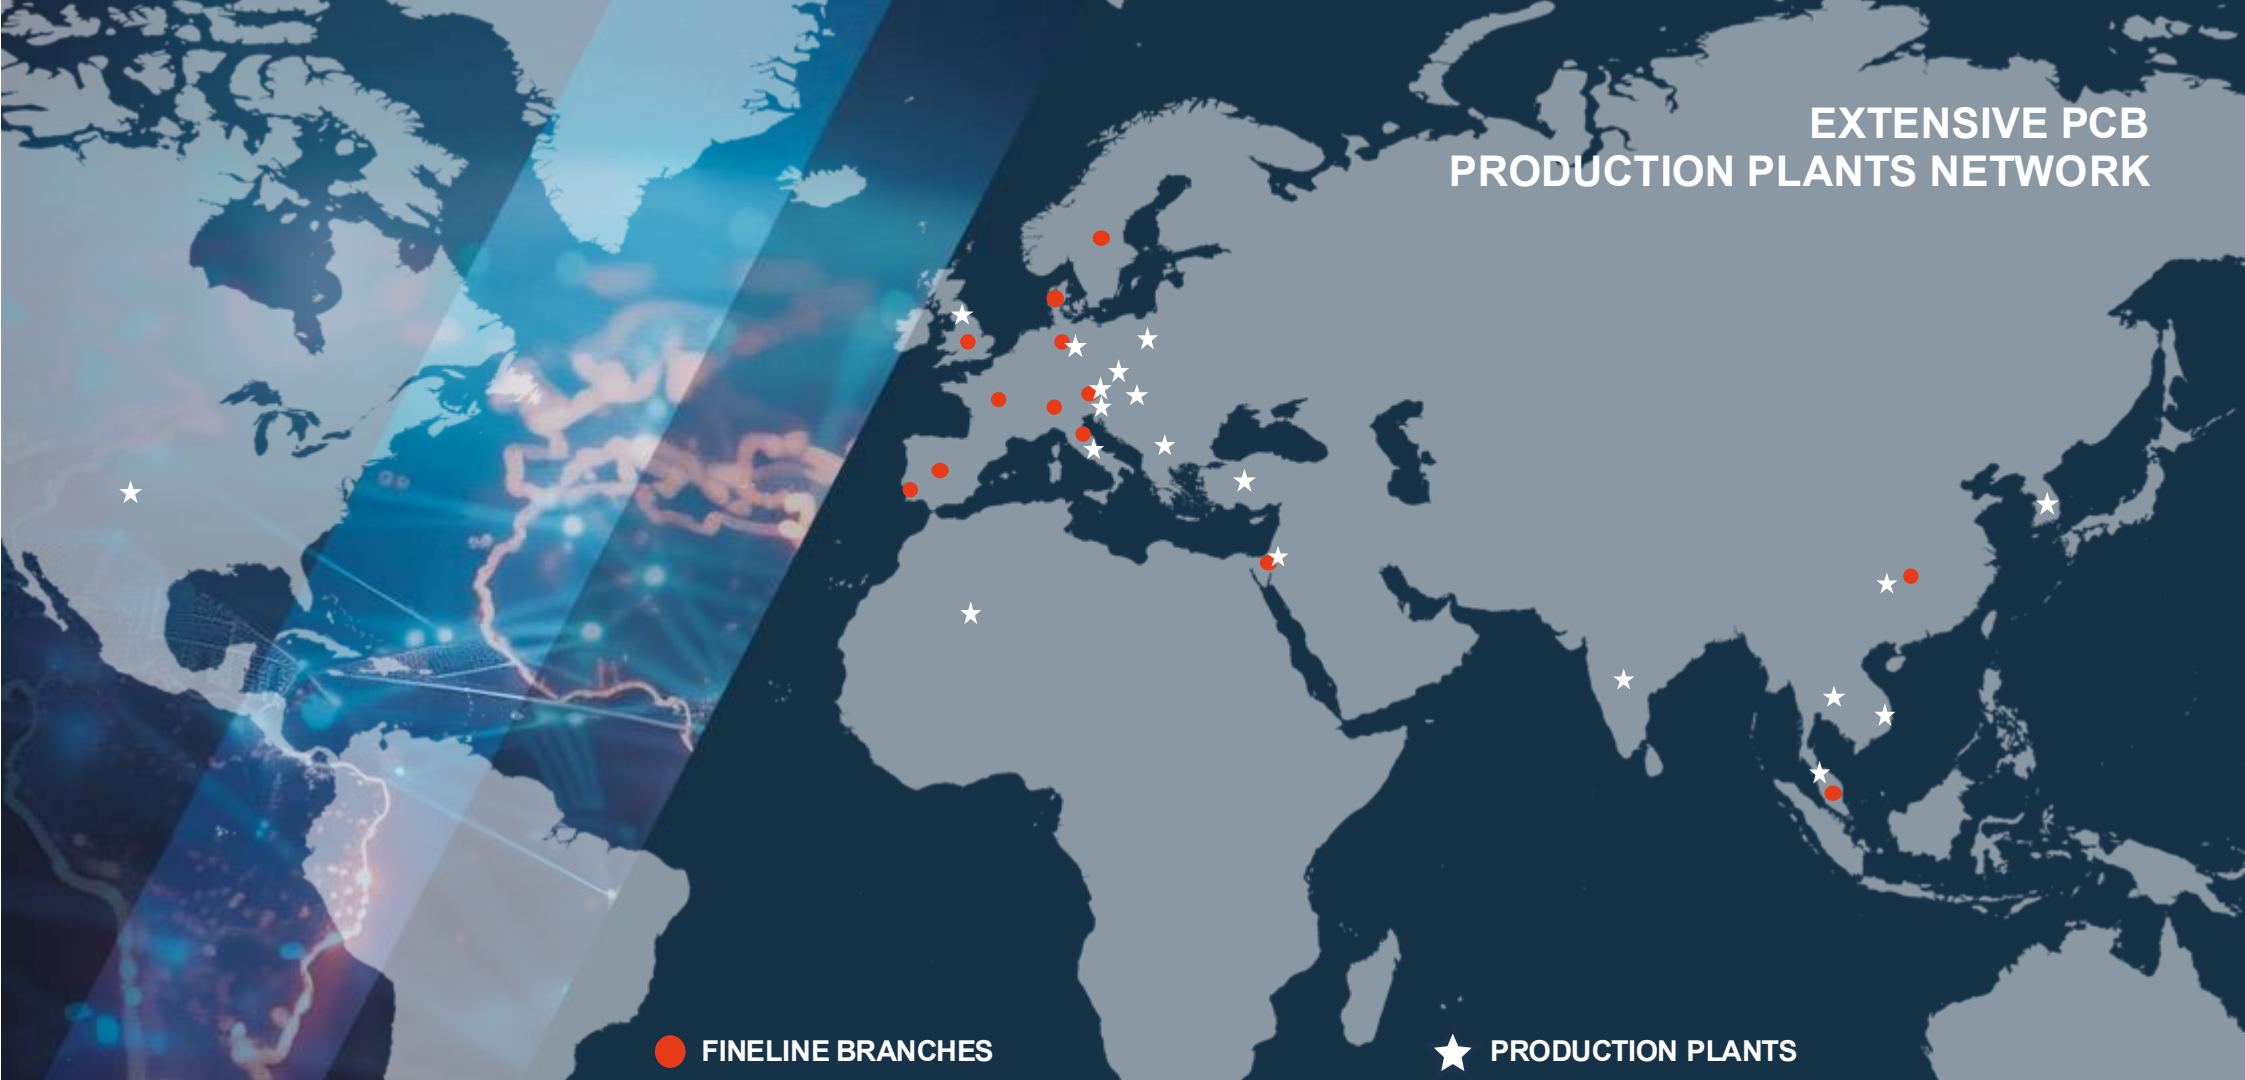 EXTENSIVE PCB
PRODUCTION PLANTS NETWORK
FINELINE BRANCHES
PRODUCTION PLANTS